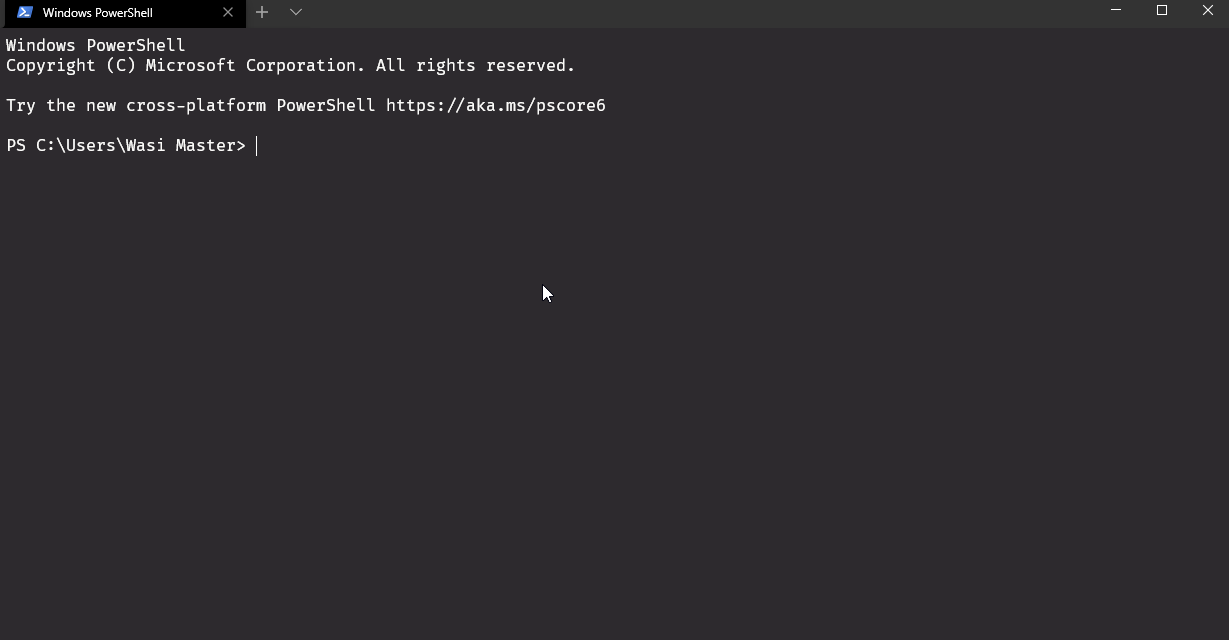 Windows PowerShell
Windows PowerShell
Copyright (C) Microsoft Corporation. All rights reserved.
Try the new cross-platform PowerShell https://aka.ms/pscore6
PS C:\Users\Wasi Master>